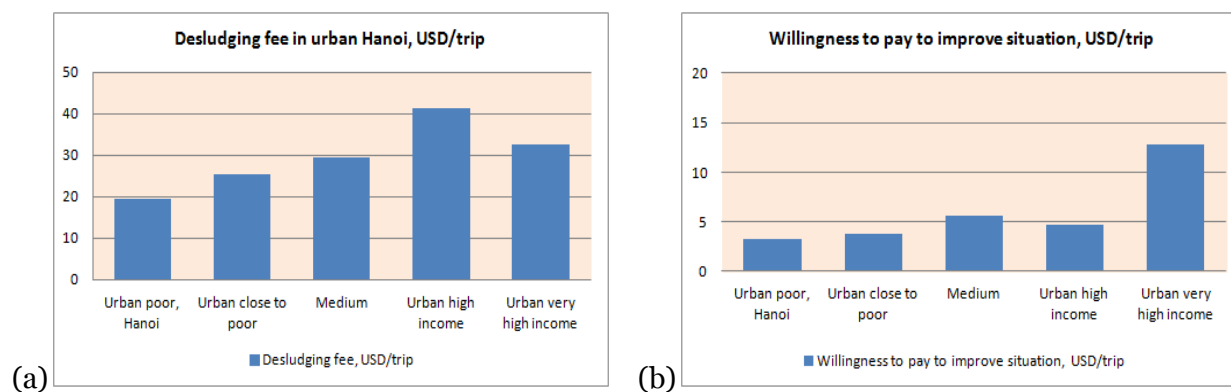 Desludging fee in urban Hanoi, USD/trip
50
40
30
20
10
0
Urban poor,
Hanoi
Urban close to
poor
Medium
Urban high
income
Urban very
high income
Desludging fee, USD/trip
(a)
Willingness to pay to improve situation, USD/trip
20
15
10
5
0
Urban poor,
Hanoi
Urban close to
poor
Medium
Urban high
income
Urban very
high income
Willingness to pay to improve situation, USD/trip
(b)